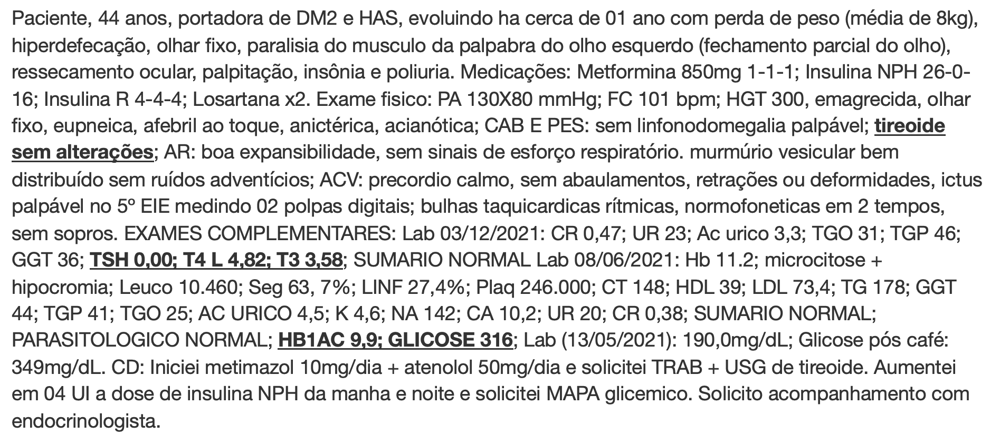 Paciente, 44 anos, portadora de DM2 e HAS, evoluindo ha cerca de 01 ano com perda de peso (média de 8kg),
hiperdefecação, olhar fixo, paralisia do musculo da palpabra do olho esquerdo (fechamento parcial do olho),
ressecamento ocular, palpitação, insônia e poliuria. Medicações: Metformina 850mg 1-1-1; Insulina NPH 26-0-
16; Insulina R 4-4-4; Losartana x2. Exame fisico: PA 130X80 mmHg; FC 101 bpm; HGT 300, emagrecida, olhar
fixo, eupneica, afebril ao toque, anictérica, acianótica; CAB E PES: sem linfonodomegalia palpável; tireoide
sem alterações; AR: boa expansibilidade, sem sinais de esforço respiratório. murmúrio vesicular bem
distribuído sem ruídos adventícios; ACV: precordio calmo, sem abaulamentos, retrações ou deformidades, ictus
palpável no 5º EIE medindo 02 polpas digitais; bulhas taquicardicas rítmicas, normofoneticas em 2 tempos,
sem sopros. EXAMES COMPLEMENTARES: Lab 03/12/2021: CR 0,47; UR 23; Ac urico 3,3; TGO 31; TGP 46;
GGT 36; TSH 0,00; T4 L 4,82; T3 3,58; SUMARIO NORMAL Lab 08/06/2021: Hb 11.2; microcitose +
hipocromia; Leuco 10.460; Seg 63, 7%; LINF 27,4%; Plaq 246.000; CT 148; HDL 39; LDL 73,4; TG 178; GGT
44; TGP 41; TGO 25; AC URICO 4,5; K 4,6; NA 142; CA 10,2; UR 20; CR 0,38; SUMARIO NORMAL;
PARASITOLOGICO NORMAL; HB1AC 9,9; GLICOSE 316; Lab (13/05/2021): 190,0mg/dL; Glicose pós café:
349mg/dL. CD: Iniciei metimazol 10mg/dia + atenolol 50mg/dia e solicitei TRAB + USG de tireoide. Aumentei
em 04 UI a dose de insulina NPH da manha e noite e solicitei MAPA glicemico. Solicito acompanhamento com
endocrinologista.